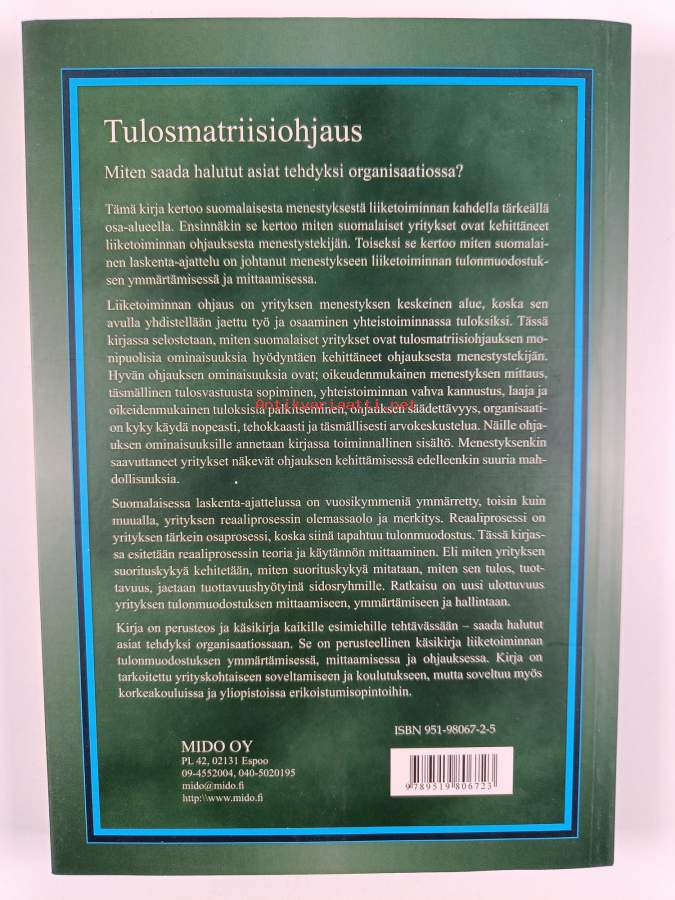 Tulosmatriisiohjaus
Miten saada halutut asiat tehdyksi organisaatiossa?
Tämä kirja kertoo suomalaisesta menestyksestä liiketoiminnan kahdella tärkeällä
osa-alueella. Ensinnäkin se kertoo miten suomalaiset yritykset ovat kehittäneet
liiketoiminnan ohjauksesta menestystekijän. Toiseksi se kertoo miten suomalai-
nen laskenta-ajattelu on johtanut menestykseen liiketoiminnan tulonmuodostuk-
sen ymmärtämisessä ja mittaamisessa.
Liiketoiminnan ohjaus on yrityksen menestyksen keskeinen alue, koska sen
avulla yhdistellään jaettu työ ja osaaminen yhteistoiminnassa tuloksiksi. Tässä
kirjassa selostetaan, miten suomalaiset yritykset ovat tulosmatriisiohjauksen mo-
nipuolisia ominaisuuksia hyödyntäen kehittäneet ohjauksesta menestystekijän.
Hyvän ohjauksen ominaisuuksia ovat; oikeudenmukainen menestyksen mittaus,
täsmällinen tulosvastuusta sopiminen, yhteistoiminnan vahva kannustus, laaja ja
Antikvariaatti.net
oikeidenmukainen tuloksista palkitseminen, ohjauksen säädettävyys, organisaati-
on kyky käydä nopeasti, tehokkaasti ja täsmällisesti arvokeskustelua. Näille ohj-
auksen ominaisuuksille annetaan kirjassa toiminnallinen sisältö. Menestyksenkin
saavuttaneet yritykset näkevät ohjauksen kehittämisessä edelleenkin suuria mah-
dollisuuksia.
Suomalaisessa laskenta-ajattelussa on vuosikymmeniä ymmärretty, toisin kuin
muualla, yrityksen reaaliprosessin olemassaolo ja merkitys. Reaaliprosessi on
yrityksen tärkein osaprosessi, koska siinä tapahtuu tulonmuodostus. Tässä kirjas-
sa esitetään reaaliprosessin teoria ja käytännön mittaaminen. Eli miten yrityksen
suorituskykyä kehitetään, miten suorituskykyä mitataan, miten sen tulos, tuot-
tavuus, jaetaan tuottavuushyötyinä sidosryhmille. Ratkaisu on uusi ulottuvuus
yrityksen tulonmuodostuksen mittaamiseen, ymmärtämiseen ja hallintaan.
Kirja on perusteos ja käsikirja kaikille esimiehille tehtävässään – saada halutut
asiat tehdyksi organisaatiossaan. Se on perusteellinen käsikirja liiketoiminnan
tulonmuodostuksen ymmärtämisessä, mittaamisessa ja ohjauksessa. Kirja on
tarkoitettu yrityskohtaiseen soveltamiseen ja koulutukseen, mutta soveltuu myös
korkeakouluissa ja yliopistoissa erikoistumisopintoihin.
ISBN 951-98067-2-5
MIDO OY
PL 42, 02131 Espoo
09-4552004, 040-5020195
mido@mido.fi
http:\\www.mido.fi
9 789519 806723